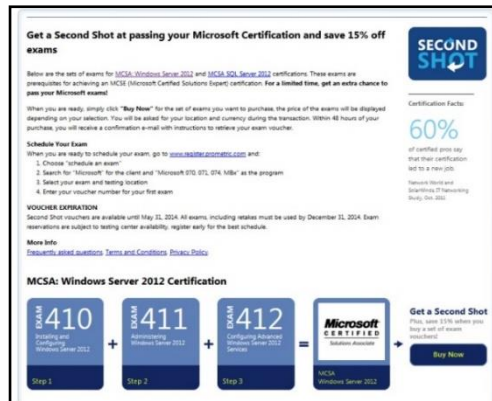 Get a Second Shot at passing your Microsoft Certification and save 15% off
exams
SECOND
SHOT
Below are the sets of exams for MCSA: Windows Server 2012 and MCSA SQL Server 2012 certifications. These exams are
prerequisites for achieving an MCSE (Microsoft Certified Solutions Expert) certification. For a limited time, get an extra chance to
pass your Microsoft exams!
When you are ready, simply click "Buy Now" for the set of exams you want to purchase, the price of the exams will be displayed
depending on your selection. You will be asked for your location and currency during the transaction. Within 48 hours of your
purchase, you will receive a confirmation e-mail with instructions to retrieve your exam voucher.
Schedule Your Exam
When you are ready to schedule your exam, go to www.register.prometric.com and:
1. Choose "schedule an exam"
2. Search for "Microsoft" for the client and "Microsoft 070, 071, 074, MBx" as the program
3. Select your exam and testing location
4. Enter your voucher number for your first exam
VOUCHER EXPIRATION
Second Shot vouchers are available until May 31, 2014. All exams, including retakes must be used by December 31, 2014. Exam
reservations are subject to testing center availability, register early for the best schedule.
More Info
Frequently asked questions, Terms and Conditions, Privacy Policy.
Certification Facts:
60%
of certified pros say
that their certification
led to a new job.
Network World and
SolarWinds, IT Networking
Study, Oct. 2011
MCSA: Windows Server 2012 Certification
EXAM 410
Installing and
Configuring
Windows Server 2012
Step 1
+
EXAM 411
Administering
Windows Server 2012
Step 2
+
EXAM 412
Configuring Advanced
Windows Server 2012
Services
Step 3
=
Microsoft
CERTIFIED
Solutions Associate
MCSA
Windows Server 2012
Get a Second Shot
Plus, save 15% when you
buy a set of exam
vouchers!
Buy Now